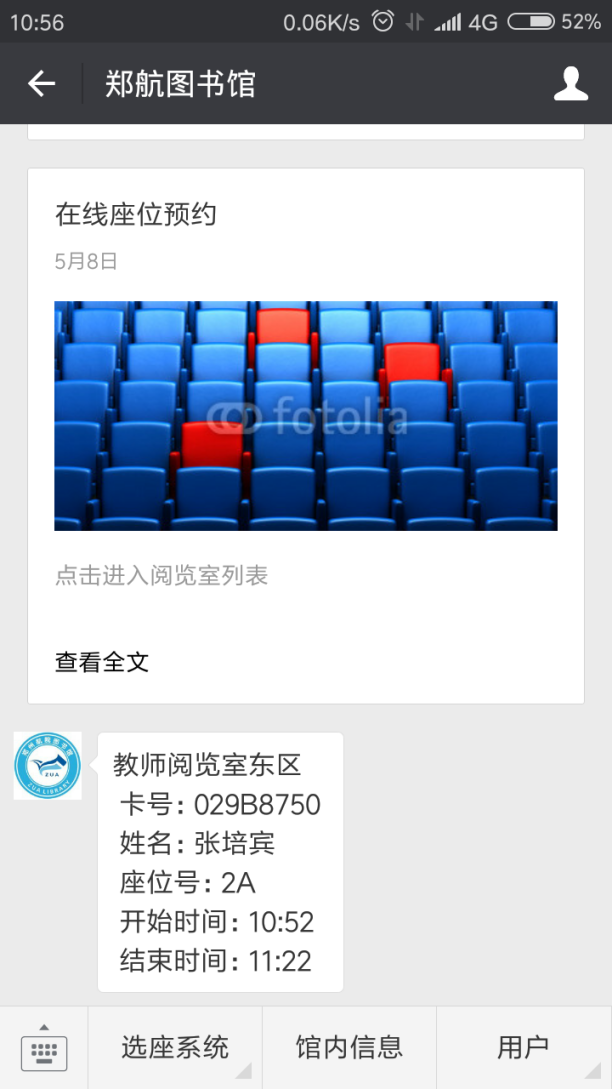 10:56 0.06K/s 4G 52%
郑航图书馆
在线座位预约
5月8日
fotolia
点击进入阅览室列表
查看全文
ZUA
ZUA LIBRARY
教师阅览室东区
卡号: 029B8750
姓名: 张培宾
座位号: 2A
开始时间: 10:52
结束时间: 11:22
选座系统 馆内信息 用户